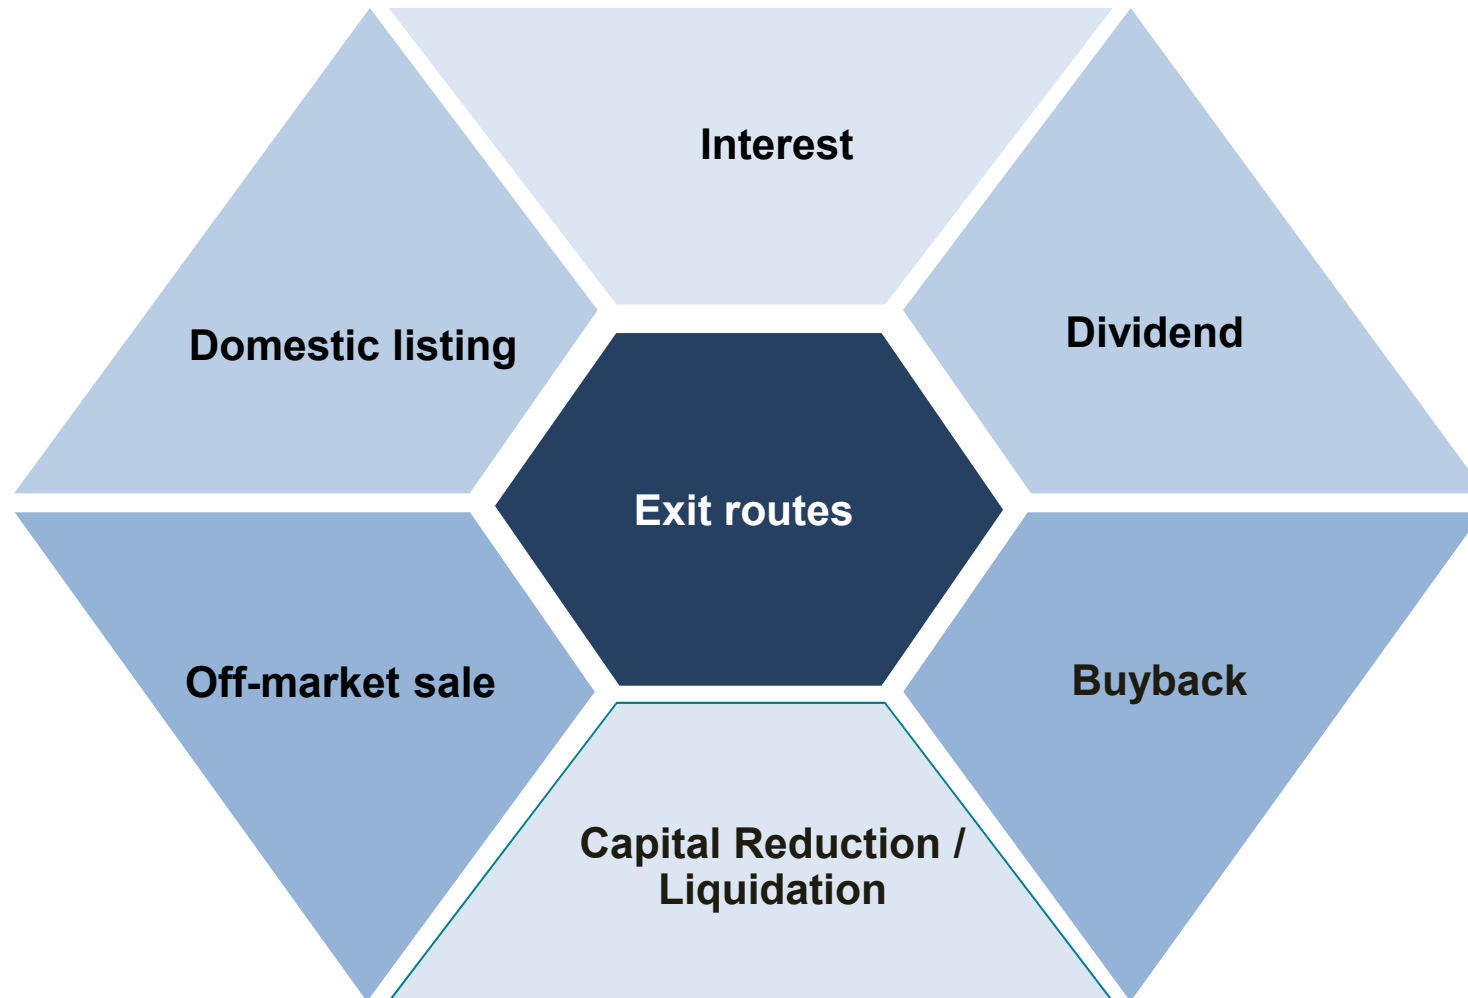 Interest
Domestic listing
Dividend
Exit routes
Off-market sale
Buyback
Capital Reduction /
Liquidation